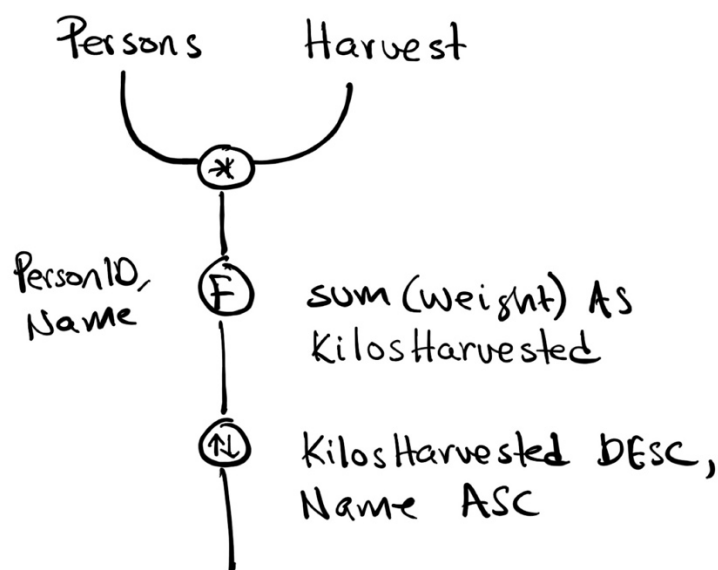 Persons
Harvest
*
PersonID,
Name
F
sum(weight) AS
KilosHarvested
↑↓
KilosHarvested DESC,
Name ASC